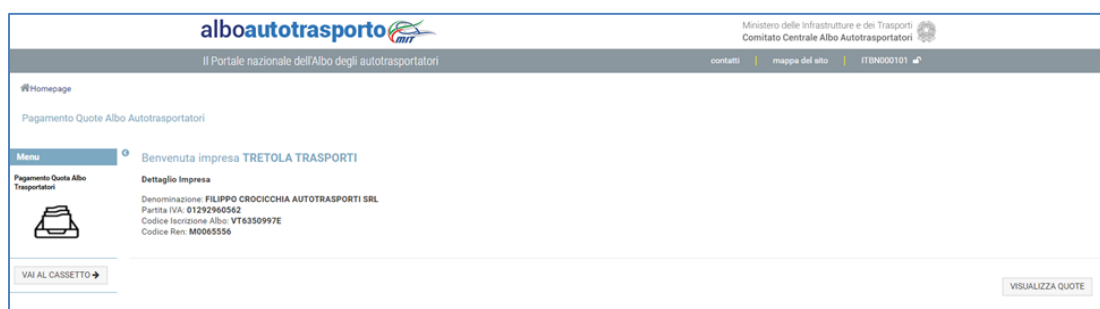 alboautotrasporto MIT
Ministero delle Infrastrutture e dei Trasporti
Comitato Centrale Albo Autotrasportatori
Il Portale nazionale dell'Albo degli autotrasportatori
contatti | mappa del sito | ITBN000101
Homepage
Pagamento Quote Albo Autotrasportatori
Menu
Pagamento Quota Albo
Trasportatori
VAI AL CASSETTO
Benvenuta impresa TRETOLA TRASPORTI
Dettaglio Impresa
Denominazione: FILIPPO CROCICCHIA AUTOTRASPORTI SRL
Partita IVA: 01292960562
Codice Iscrizione Albo: VT6350997E
Codice Ren: M0065556
VISUALIZZA QUOTE